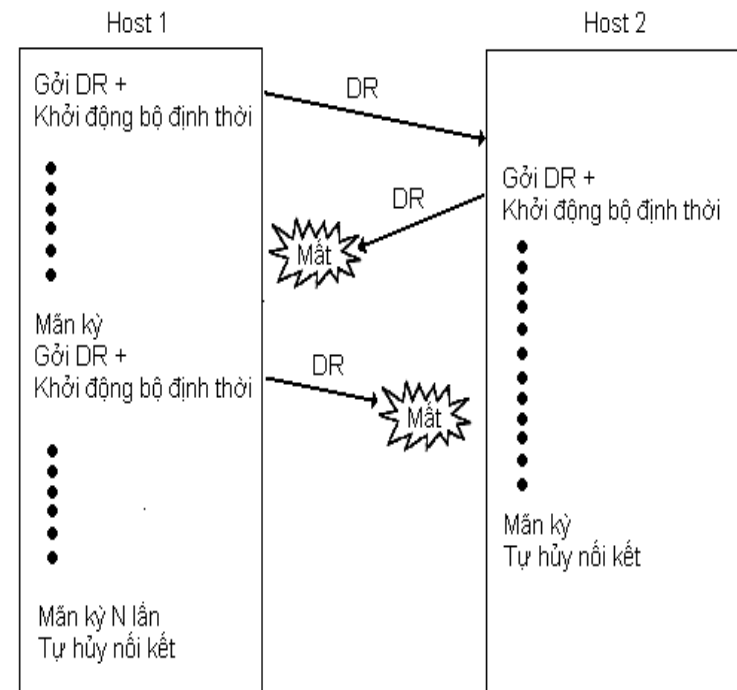 Host 1
Host 2
Gởi DR +
Khởi động bộ định thời
DR
DR
Gởi DR +
Khởi động bộ định thời
Mất
Mãn kỳ
Gởi DR +
Khởi động bộ định thời
DR
Mất
Mãn kỳ
Tự hủy nối kết
Mãn kỳ N lần
Tự hủy nối kết